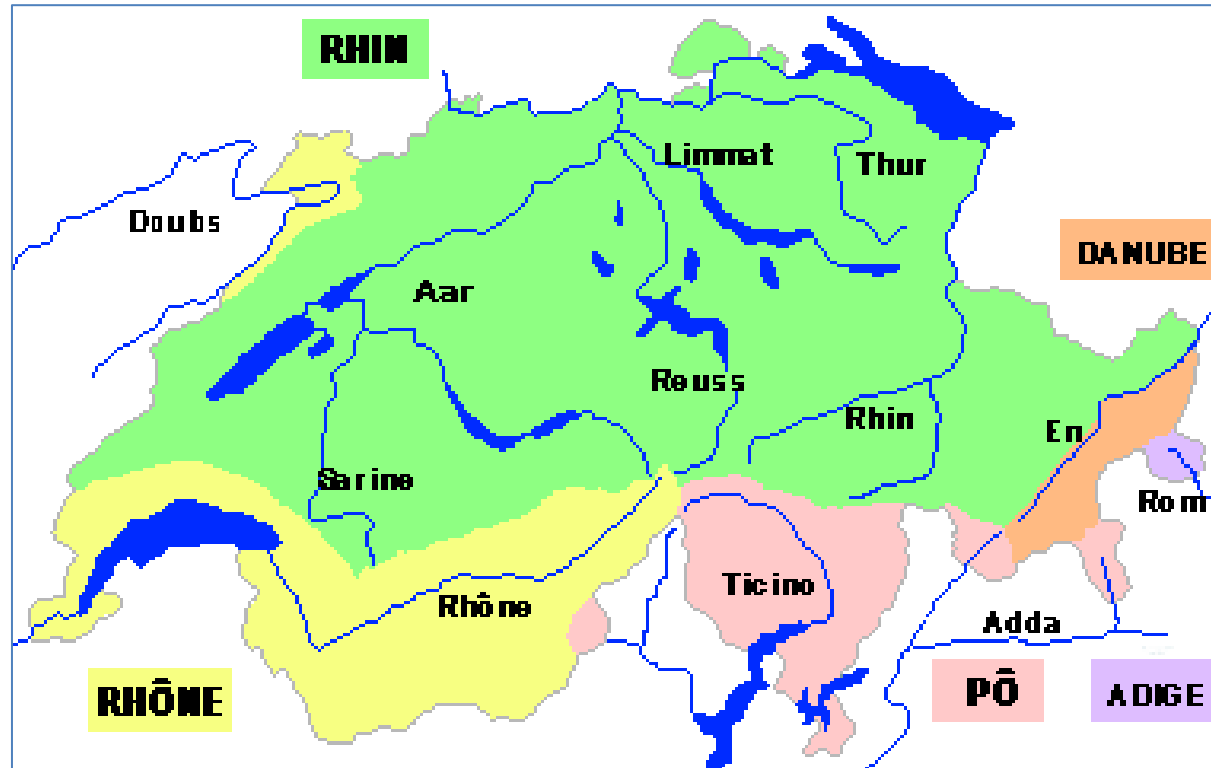 RHIN
Limmat
Thur
Doubs
DANUBE
Aar
Reuss
Rhin
En
Sarine
Rom
Ticino
Rhône
Adda
RHÔNE
PÔ
ADIGE